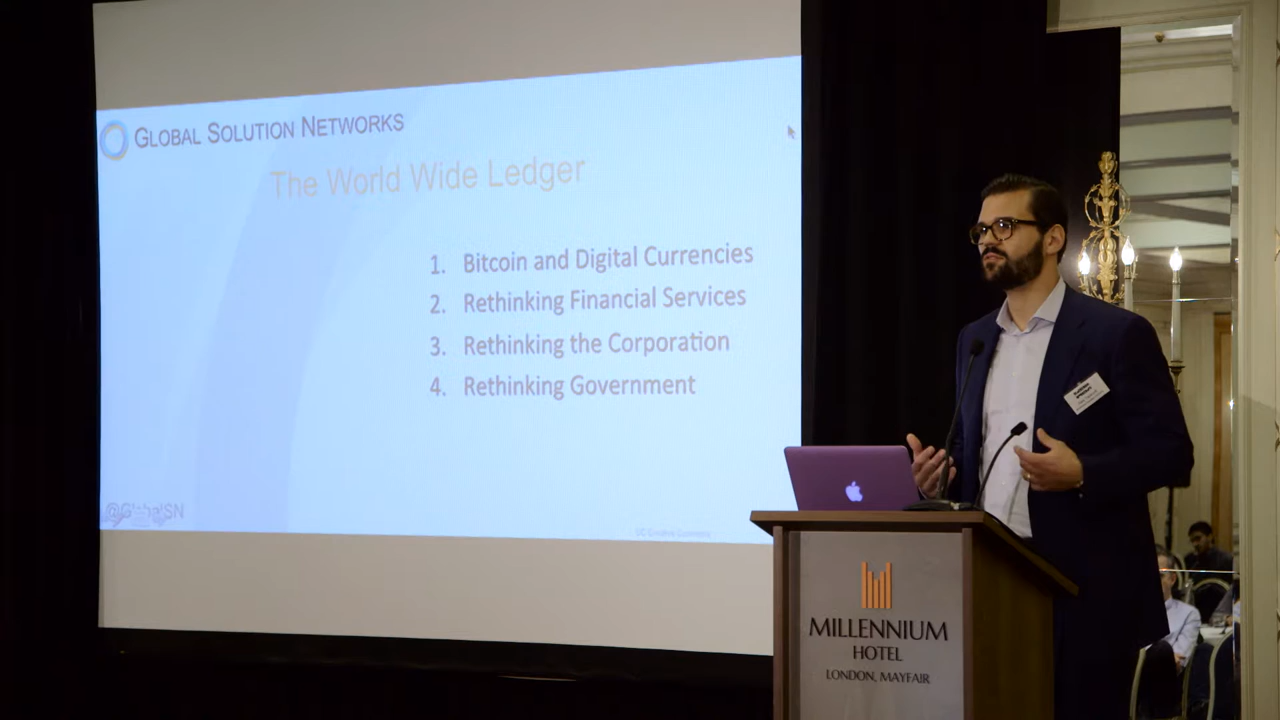 GLOBAL SOLUTION NETWORKS
The World Wide Ledger
1. Bitcoin and Digital Currencies
2. Rethinking Financial Services
3. Rethinking the Corporation
4. Rethinking Government
@GlobalSN
MILLENNIUM
HOTEL
LONDON, MAYFAIR